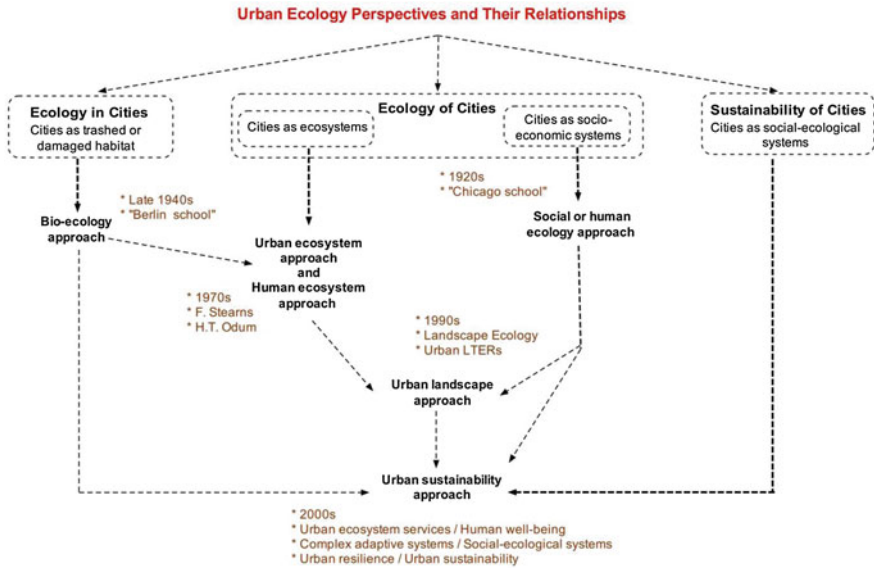 Urban Ecology Perspectives and Their Relationships
Ecology in Cities
Cities as trashed or
damaged habitat
Ecology of Cities
Cities as ecosystems
Cities as socio-
economic systems
Sustainability of Cities
Cities as social-ecological
systems
* Late 1940s
* "Berlin school"
Bio-ecology
approach
* 1920s
* "Chicago school"
Social or human
ecology approach
Urban ecosystem
approach
and
Human ecosystem
approach
* 1970s
* F. Stearns
* H.T. Odum
* 1990s
* Landscape Ecology
* Urban LTERs
Urban landscape
approach
Urban sustainability
approach
* 2000s
* Urban ecosystem services / Human well-being
* Complex adaptive systems / Social-ecological systems
* Urban resilience / Urban sustainability